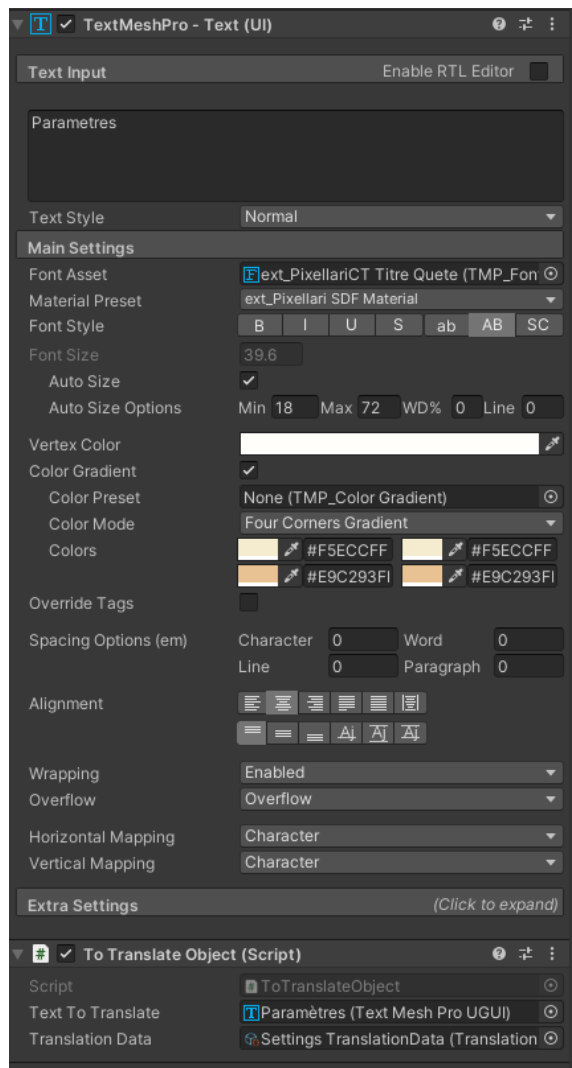 TextMeshPro - Text (UI)
Text Input Enable RTL Editor
Parametres
Text Style Normal
Main Settings
Font Asset ext_PixellariCT Titre Quete (TMP_Fon
Material Preset ext_Pixellari SDF Material
Font Style B I U S ab AB SC
Font Size 39.6
Auto Size
Auto Size Options Min 18 Max 72 WD% 0 Line 0
Vertex Color
Color Gradient
Color Preset None (TMP_Color Gradient)
Color Mode Four Corners Gradient
Colors #F5ECCFFF #F5ECCFF
#E9C293FI #E9C293FI
Override Tags
Spacing Options (em) Character 0 Word 0
Line 0 Paragraph 0
Alignment
Wrapping Enabled
Overflow Overflow
Horizontal Mapping Character
Vertical Mapping Character
Extra Settings (Click to expand)
# To Translate Object (Script)
Script # ToTranslateObject
Text To Translate Paramètres (Text Mesh Pro UGUI)
Translation Data Settings TranslationData (Translation